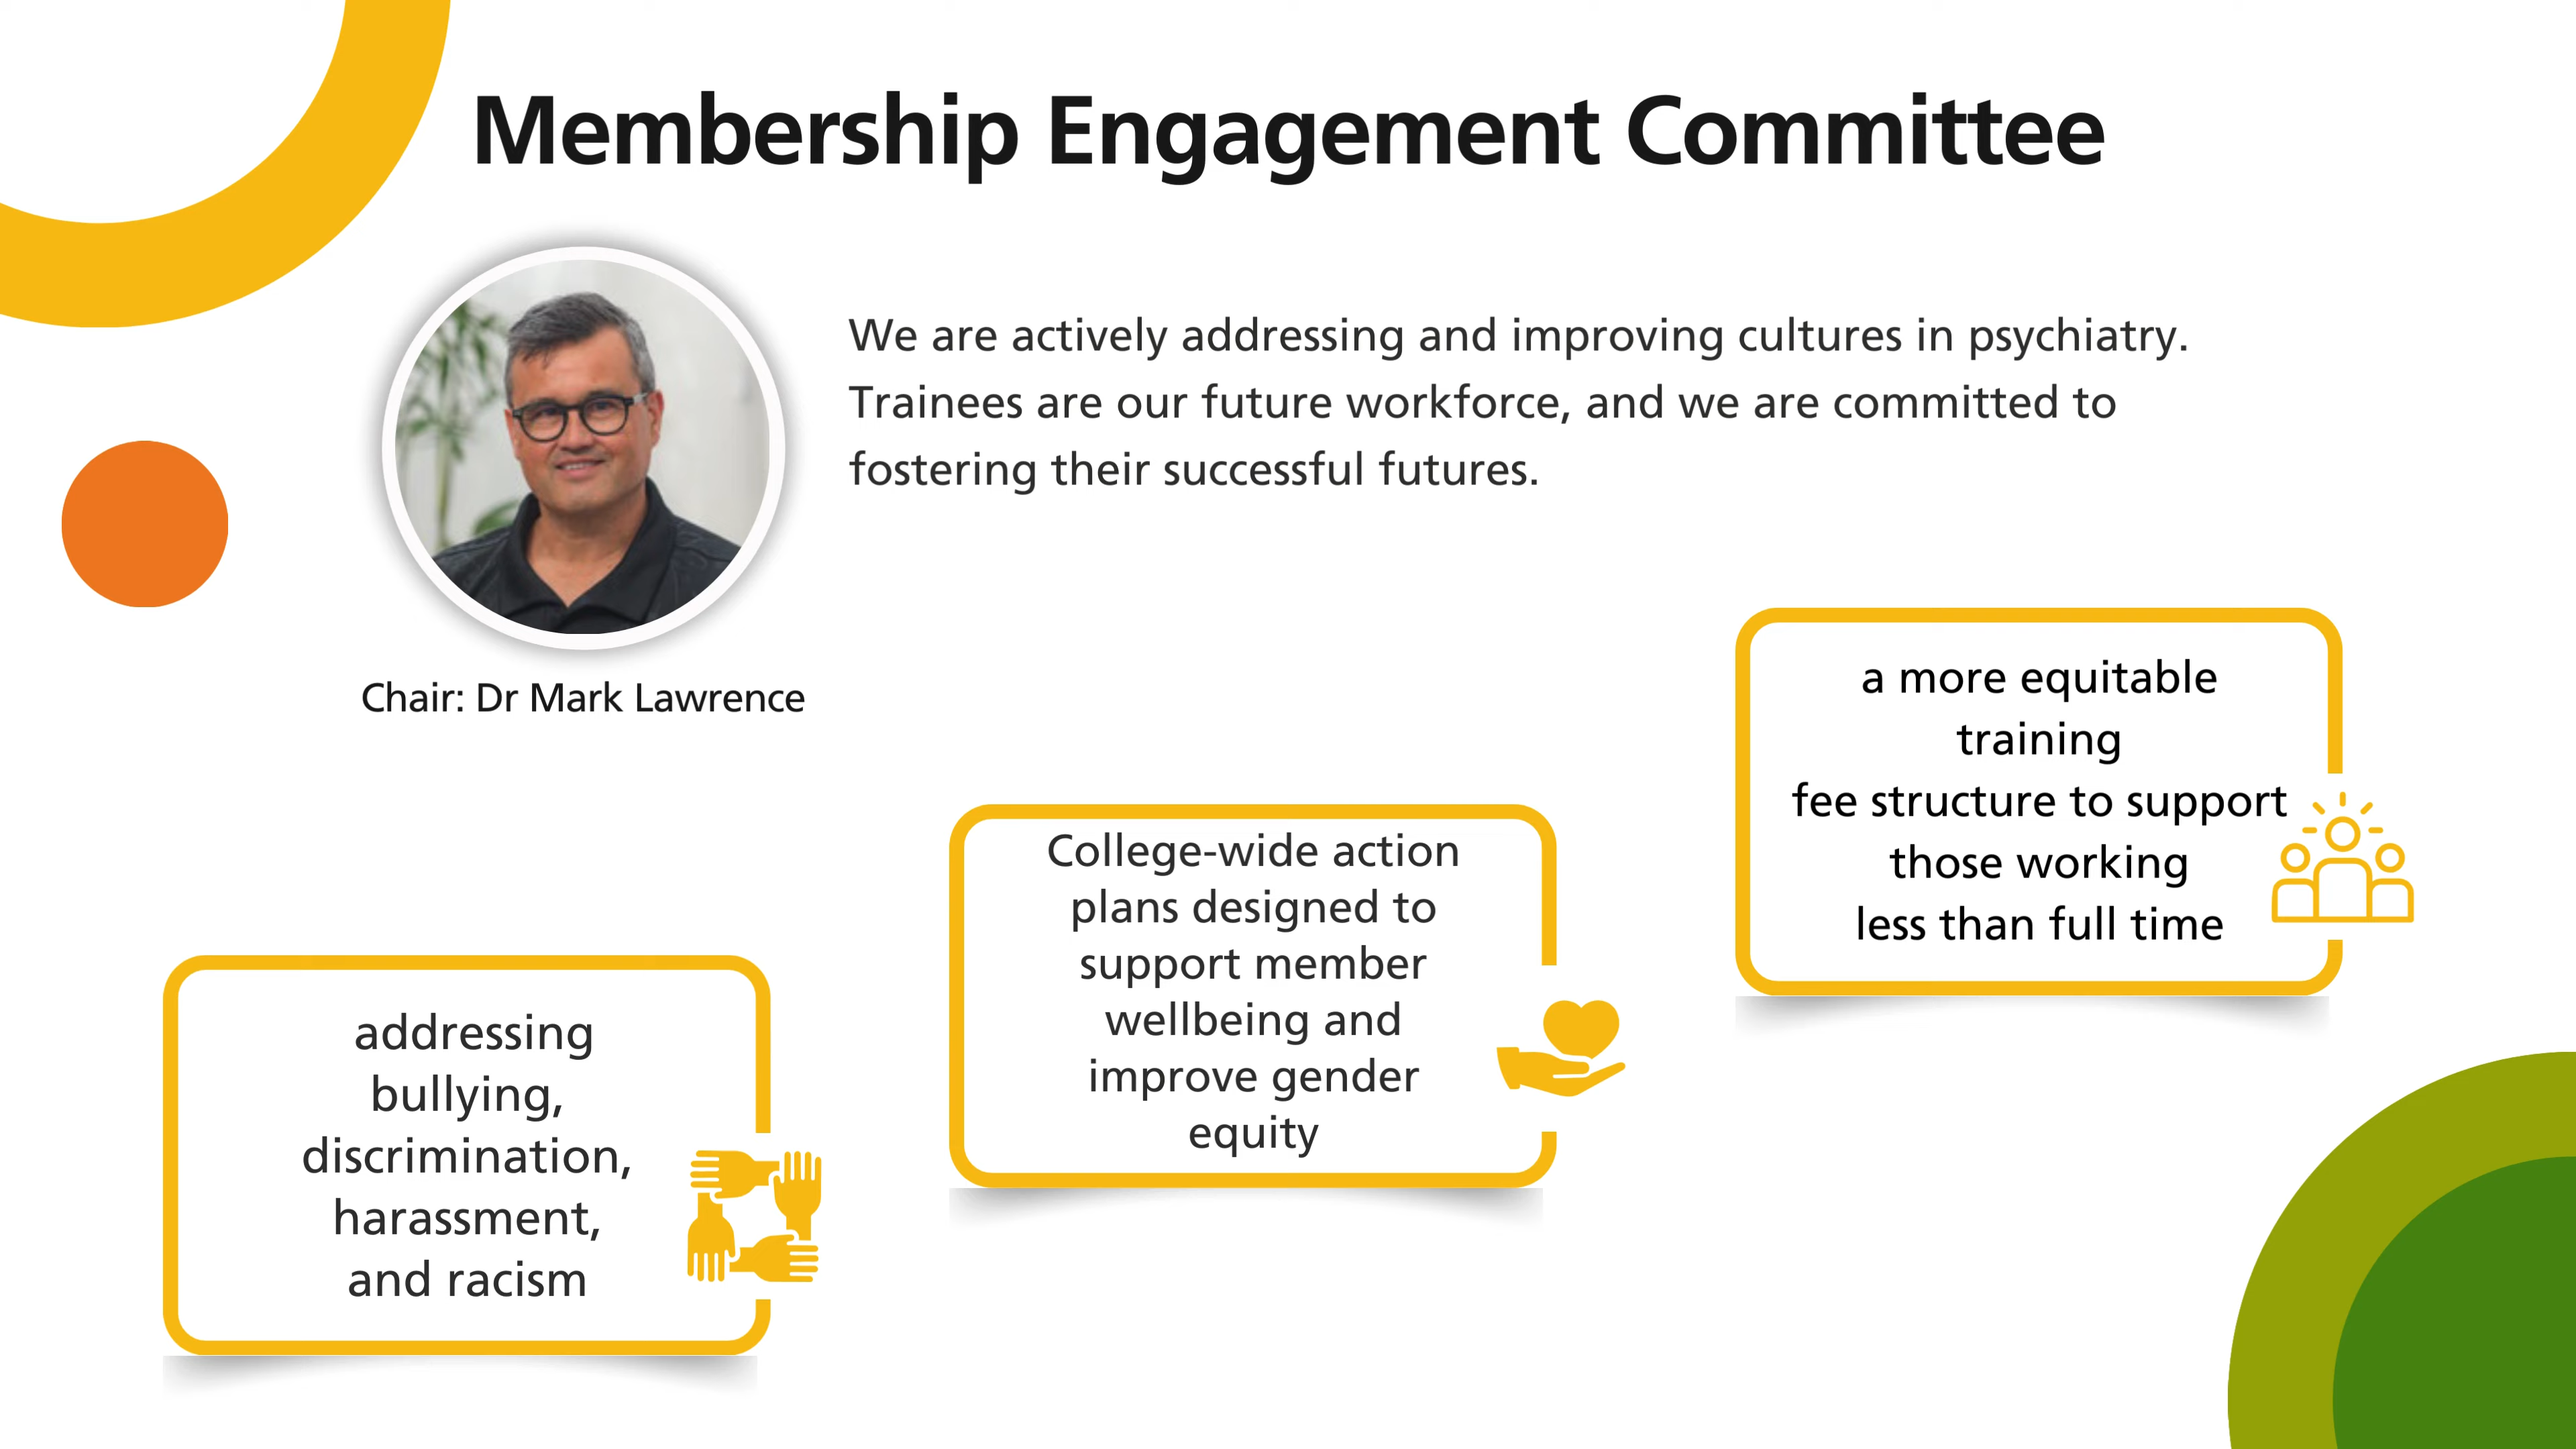 Membership Engagement Committee
We are actively addressing and improving cultures in psychiatry.
Trainees are our future workforce, and we are committed to
fostering their successful futures.
Chair: Dr Mark Lawrence
addressing
bullying,
discrimination,
harassment,
and racism
College-wide action
plans designed to
support member
wellbeing and
improve gender
equity
a more equitable
training
fee structure to support
those working
less than full time